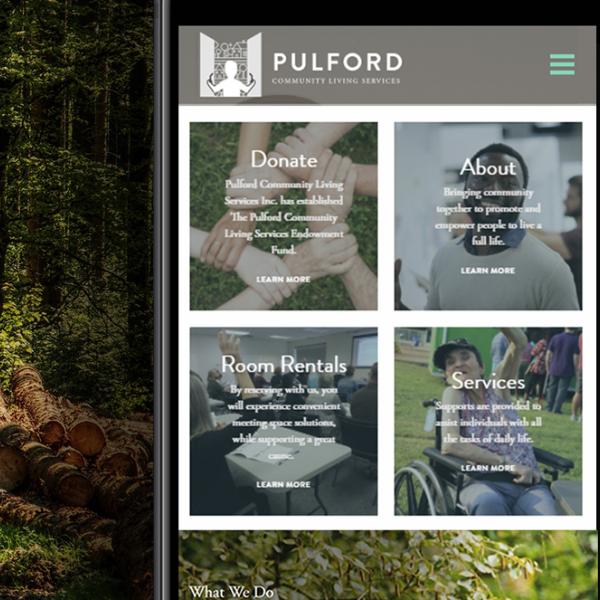 PULFORD
COMMUNITY LIVING SERVICES
Donate
Pulford Community Living
Services Inc. has established
The Pulford Community
Living Services Endowment
Fund.
LEARN MORE
About
Bringing community
together to promote and
empower people to live a
full life.
LEARN MORE
Room Rentals
By reserving with us, you
will experience convenient
meeting space solutions,
while supporting a great
cause.
LEARN MORE
Services
Supports are provided to
assist individuals with all
the tasks of daily life.
LEARN MORE
What We Do